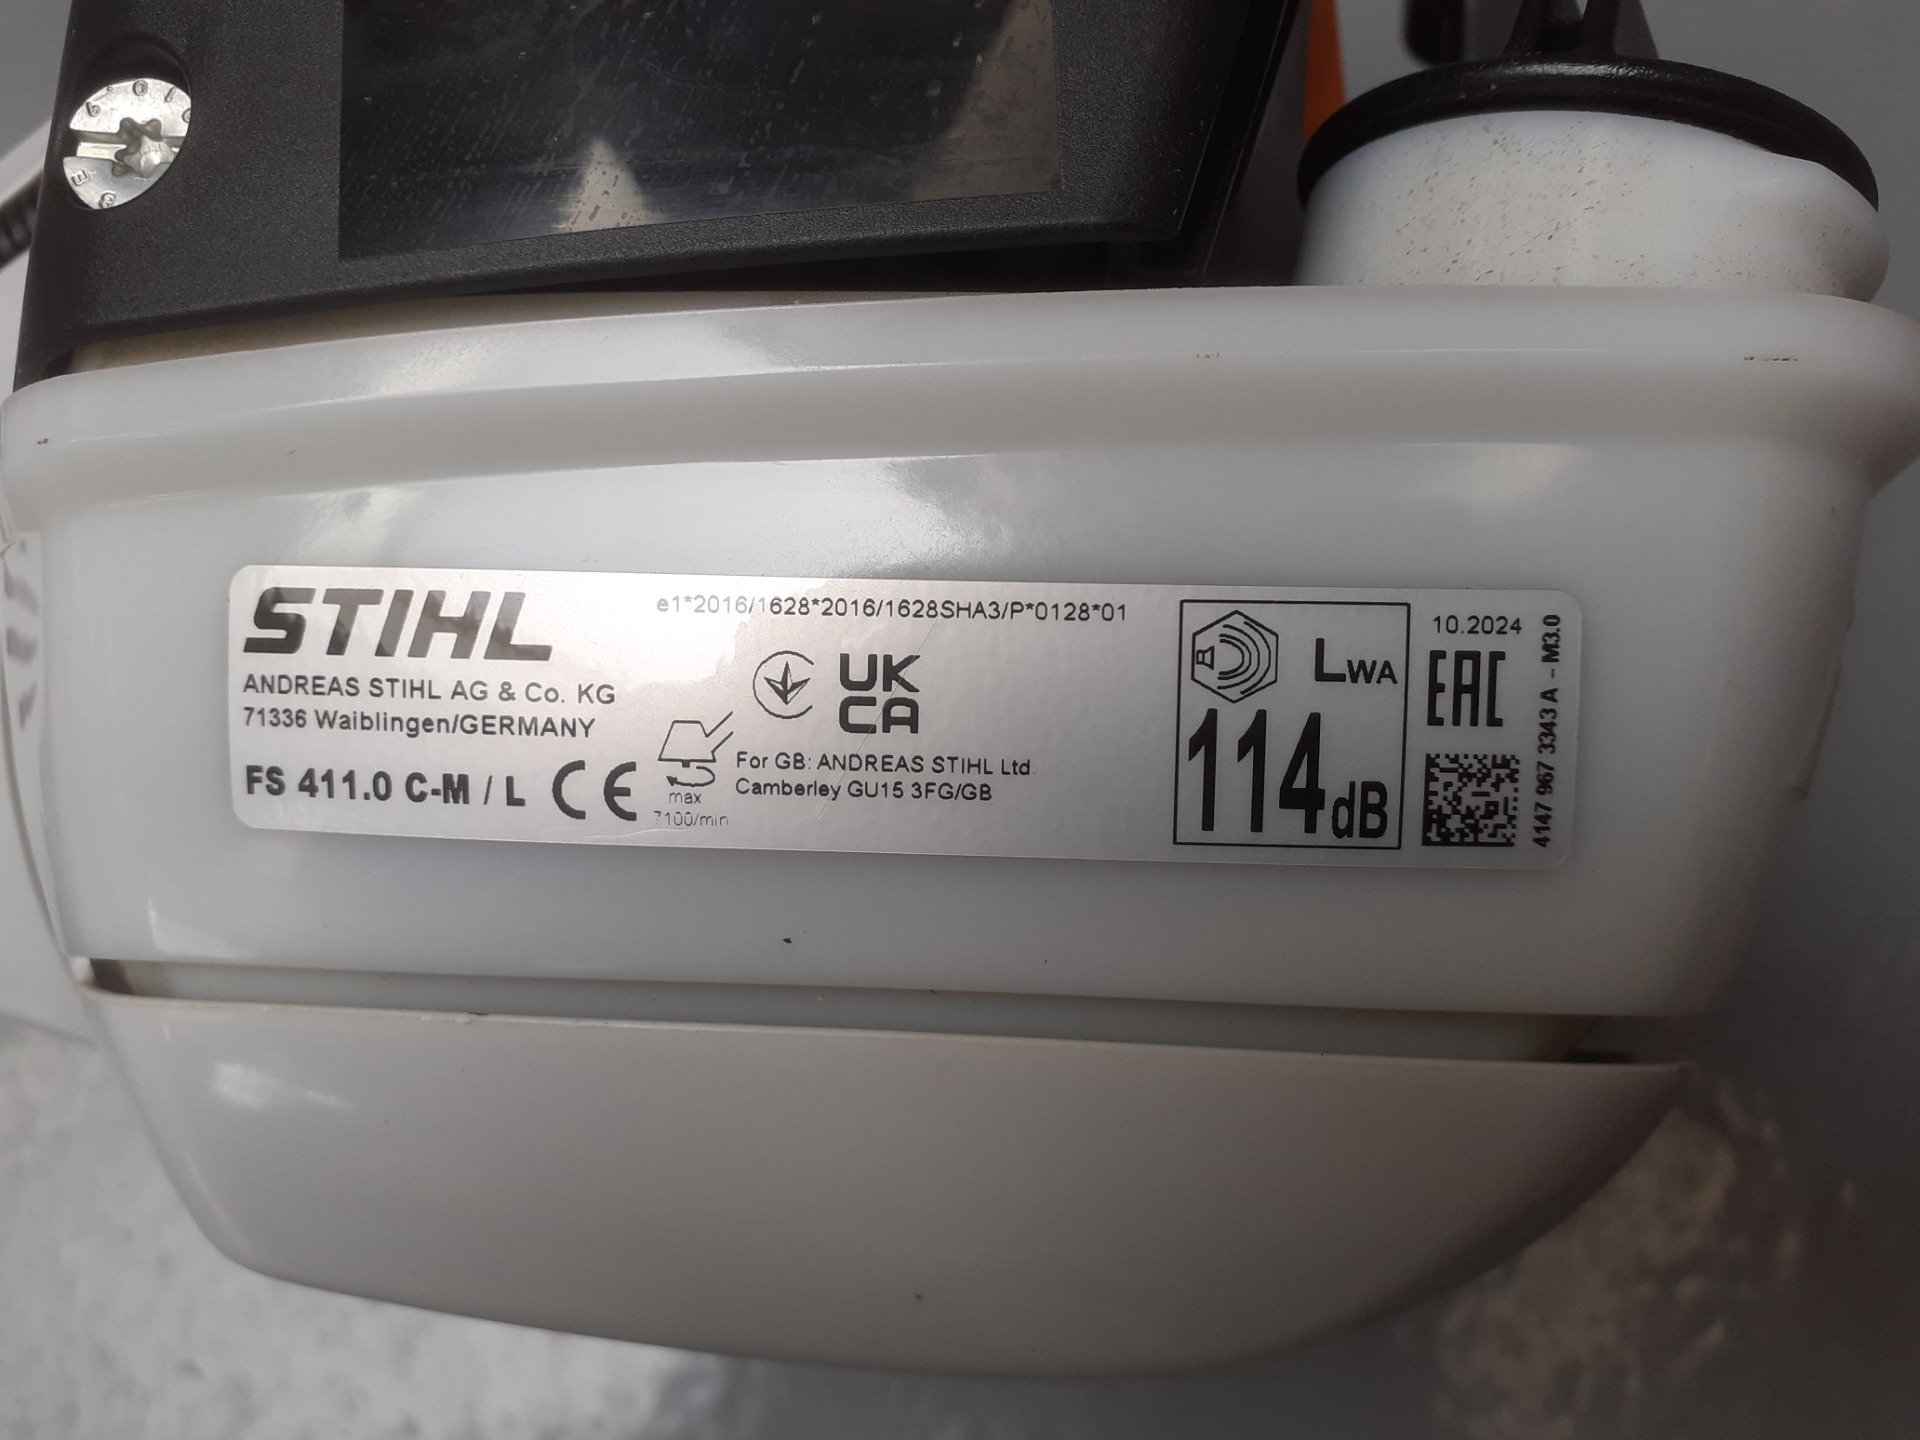 STIHL
ANDREAS STIHL AG & Co. KG
71336 Waiblingen/GERMANY
FS 411.0 C-M / L CE
e1*2016/1628*2016/1628SHA3/P*0128*01
UK
CA
max
7100/min
For GB: ANDREAS STIHL Ltd.
Camberley GU15 3FG/GB
LWA
114dB
10.2024
EAC
4147 967 3343 A - M3.0